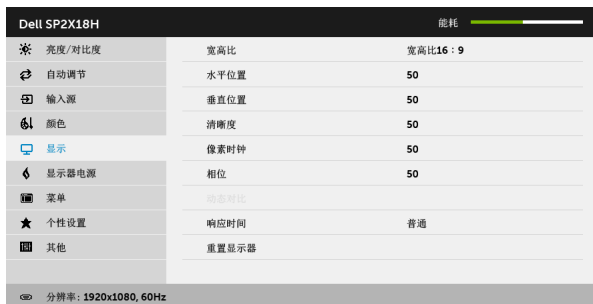 Dell SP2X18H 能耗
亮度/对比度 宽高比 宽高比16：9
自动调节 水平位置 50
输入源 垂直位置 50
颜色 清晰度 50
显示 像素时钟 50
显示器电源 相位 50
菜单 动态对比
个性设置 响应时间 普通
其他 重置显示器
分辨率: 1920x1080, 60Hz